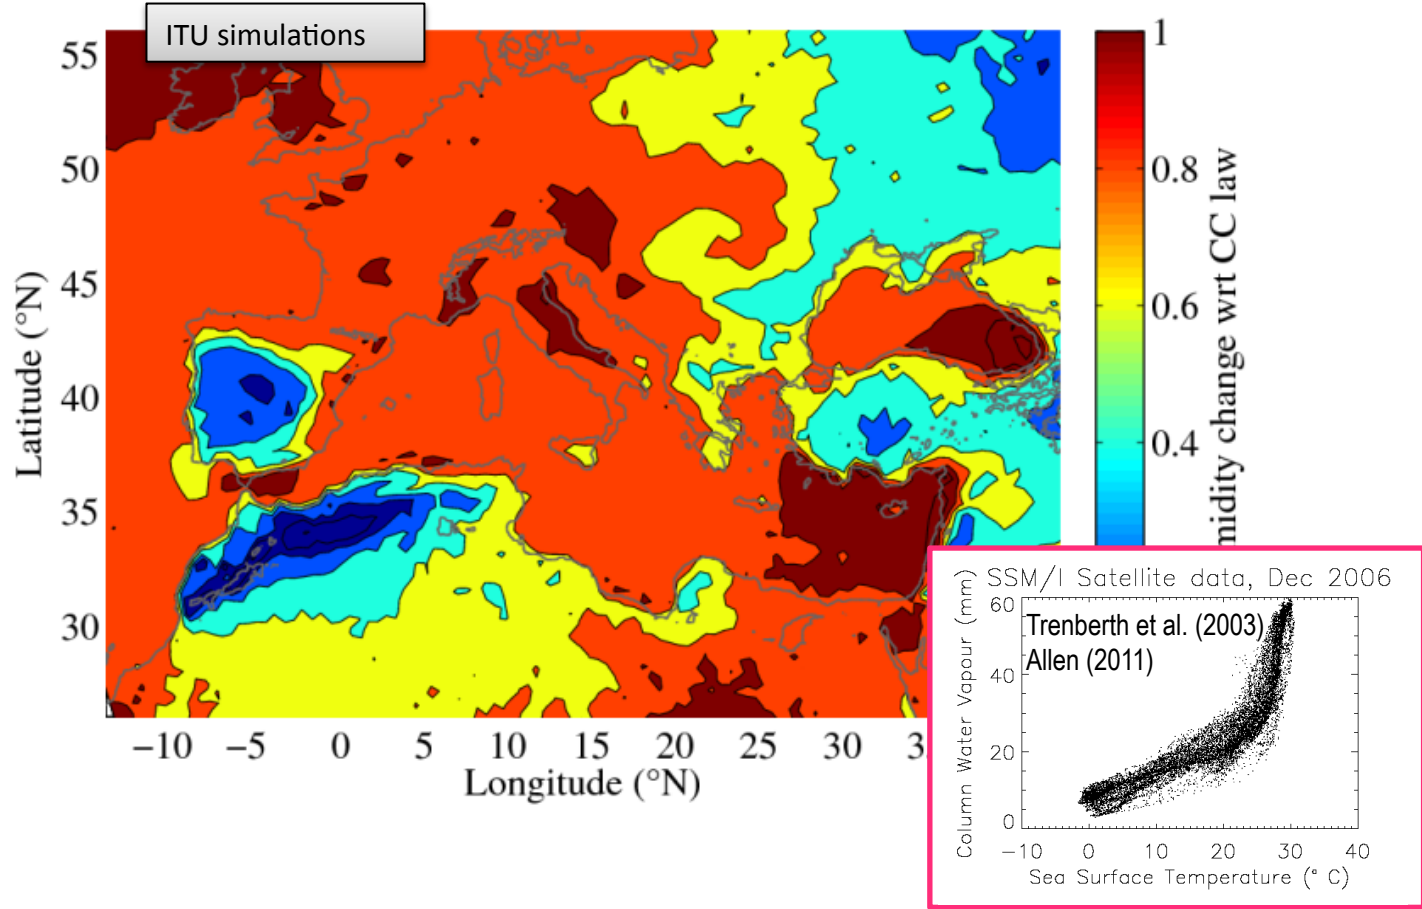 ITU simulations
55
50
45
40
35
30
Latitude (°N)
−10 −5 0 5 10 15 20 25 30 3
Longitude (°N)
1
0.8
0.6
0.4
midity change wrt CC law
SSM/I Satellite data, Dec 2006
Trenberth et al. (2003)
Allen (2011)
60
40
20
0
Column Water Vapour (mm)
−10 0 10 20 30 40
Sea Surface Temperature (° C)